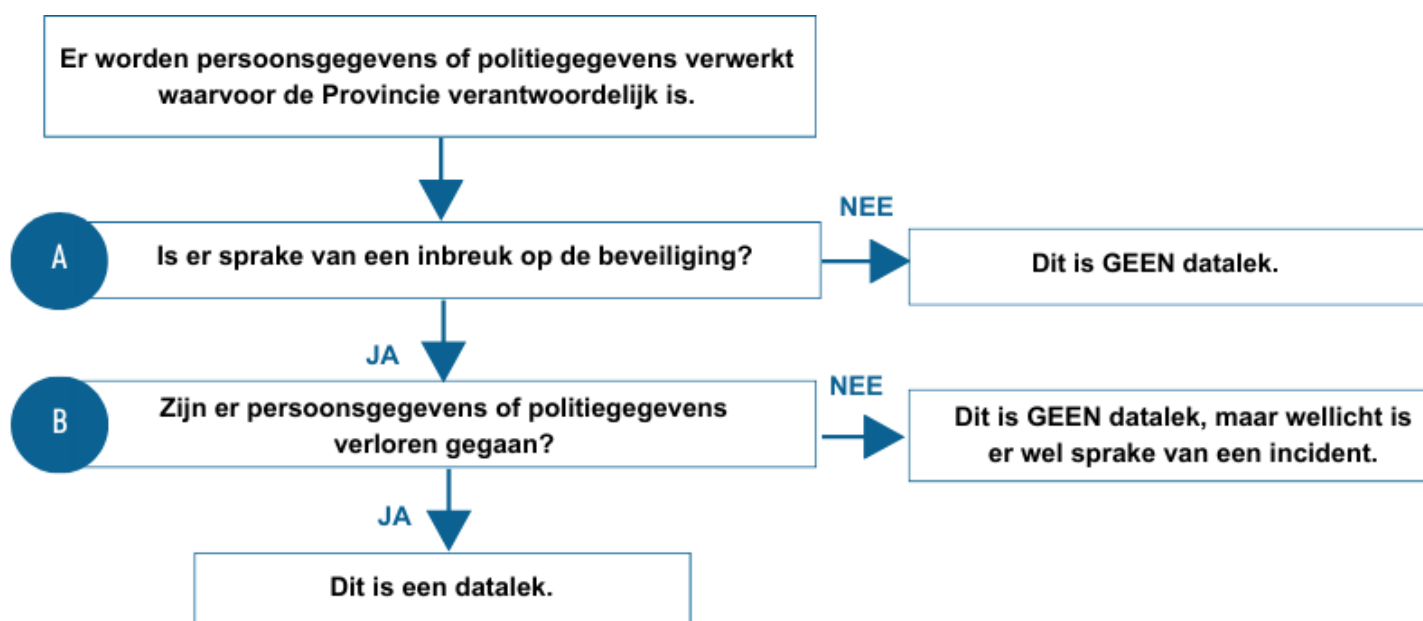 Er worden persoonsgegevens of politiegegevens verwerkt
waarvoor de Provincie verantwoordelijk is.
NEE
A
Is er sprake van een inbreuk op de beveiliging?
Dit is GEEN datalek.
JA
NEE
B
Zijn er persoonsgegevens of politiegegevens
verloren gegaan?
Dit is GEEN datalek, maar wellicht is
er wel sprake van een incident.
JA
Dit is een datalek.